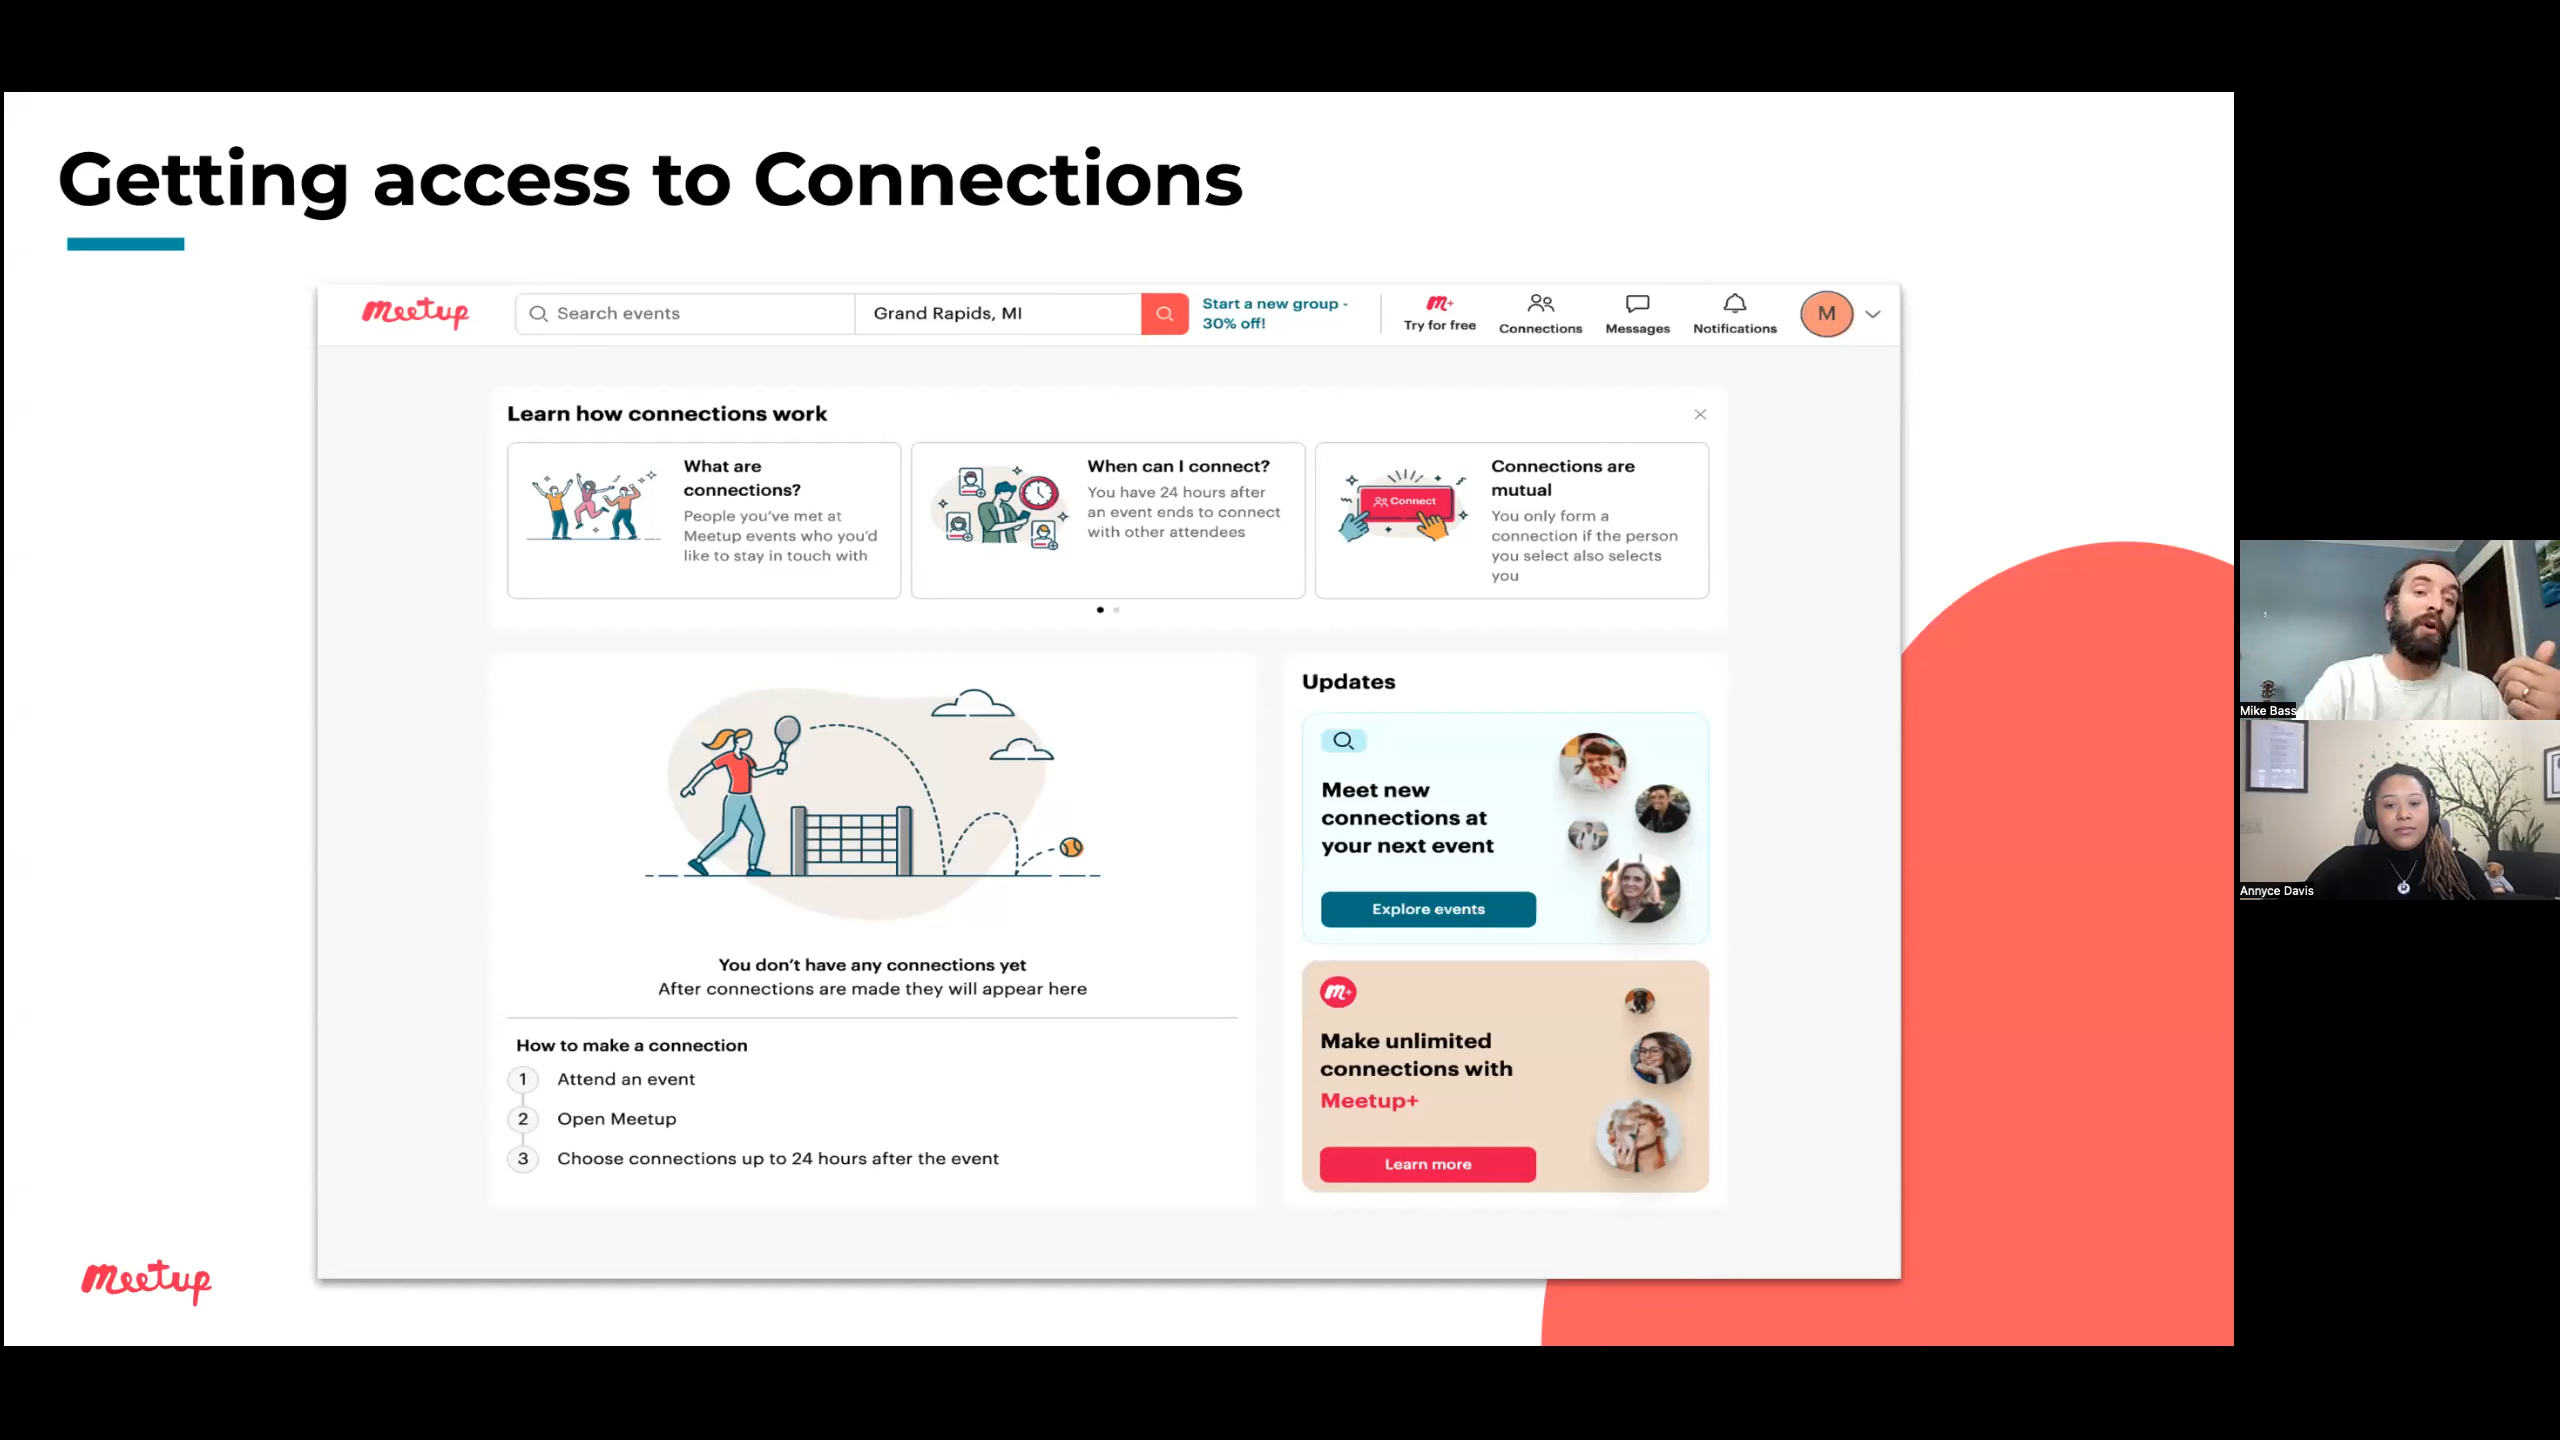 Getting access to Connections
meetup
Search events
Grand Rapids, MI
Start a new group -
30% off!
m+
Try for free
Connections
Messages
Notifications
M
Learn how connections work
What are
connections?
People you've met at
Meetup events who you'd
like to stay in touch with
When can I connect?
You have 24 hours after
an event ends to connect
with other attendees
Connect
Connections are
mutual
You only form a
connection if the person
you select also selects
you
You don't have any connections yet
After connections are made they will appear here
How to make a connection
1 Attend an event
2 Open Meetup
3 Choose connections up to 24 hours after the event
Updates
Meet new
connections at
your next event
Explore events
m+
Make unlimited
connections with
Meetup+
Learn more
meetup
Mike Bass
Annyce Davis